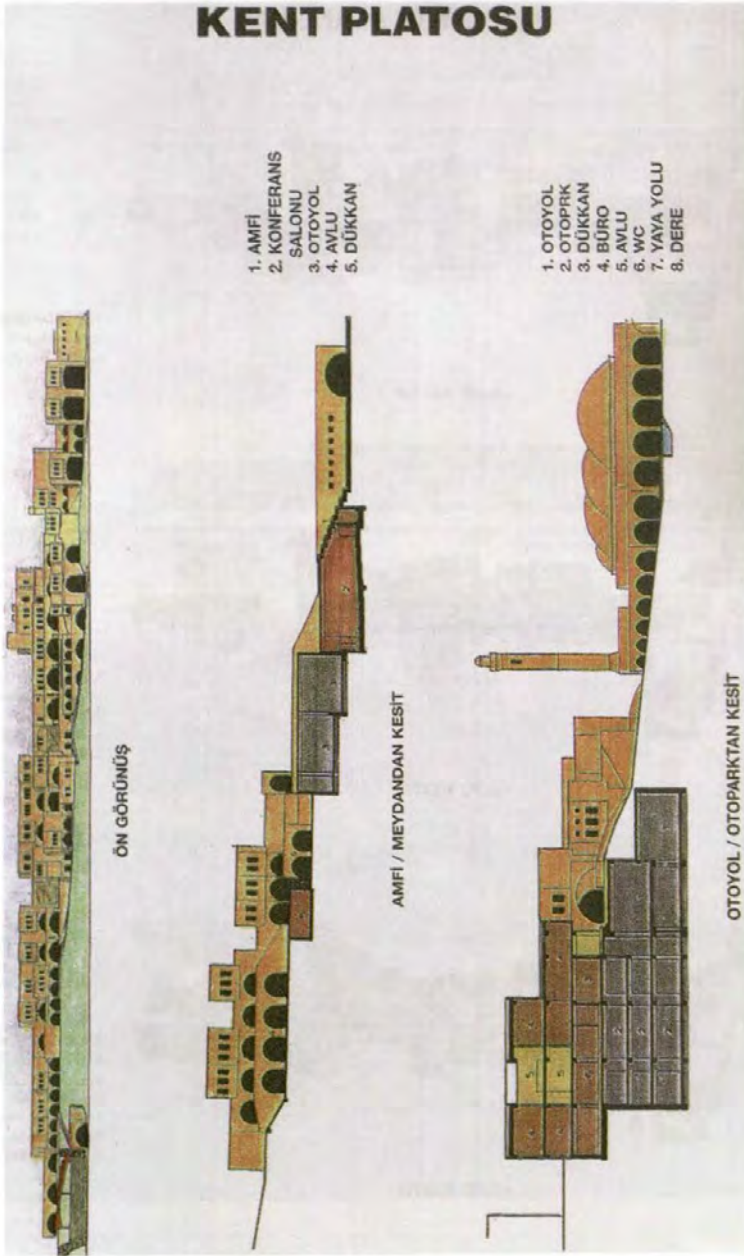 KENT PLATOSU
ÖN GÖRÜNÜŞ
1. AMFİ
2. KONFERANS
SALONU
3. OTOYOL
4. AVLU
5. DÜKKAN
AMFİ / MEYDANDAN KESİT
1. OTOYOL
2. OTOPRK
3. DÜKKAN
4. BÜRO
5. AVLU
6. WC
7. YAYA YOLU
8. DERE
OTOYOL / OTOPARKTAN KESİT